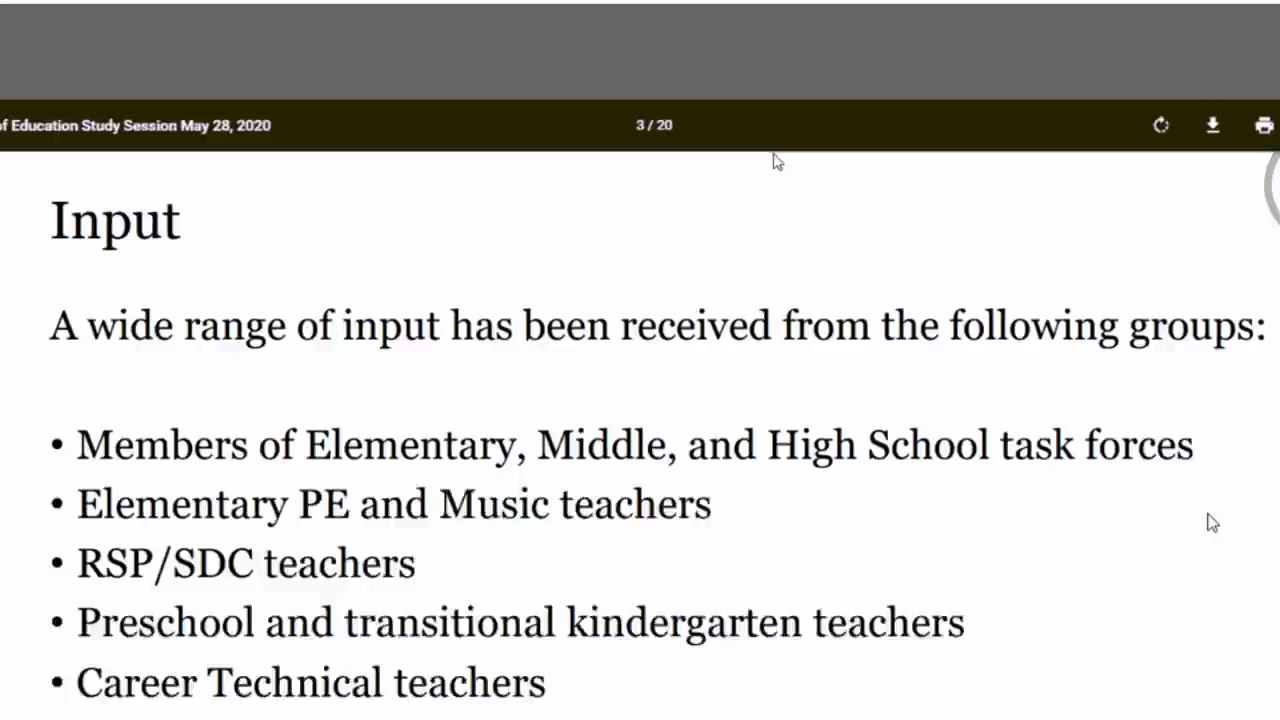 of Education Study Session May 28, 2020
3 / 20
Input
A wide range of input has been received from the following groups:
• Members of Elementary, Middle, and High School task forces
• Elementary PE and Music teachers
• RSP/SDC teachers
• Preschool and transitional kindergarten teachers
• Career Technical teachers